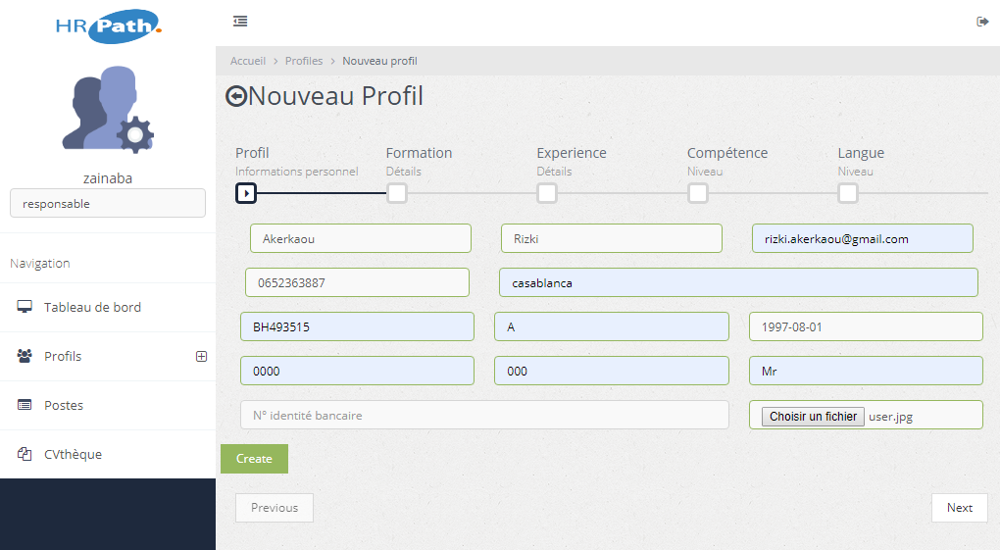 HR Path.
zainaba
responsable
Navigation
Tableau de bord
Profils
Postes
CVthèque
Accueil > Profiles > Nouveau profil
Nouveau Profil
Profil Formation Experience Compétence Langue
Informations personnel Détails Détails Niveau Niveau
Akerkaou Rizki rizki.akerkaou@gmail.com
0652363887 casablanca
BH493515 A 1997-08-01
0000 000 Mr
N° identité bancaire Choisir un fichier user.jpg
Create
Previous Next